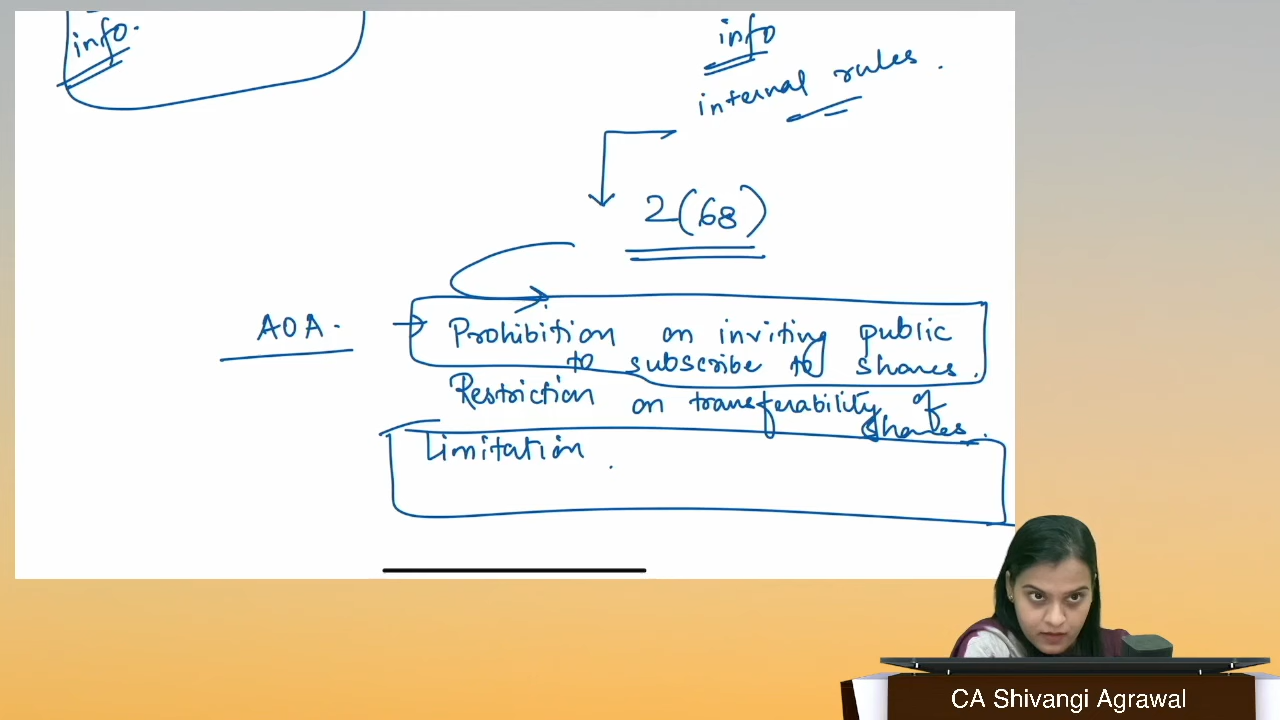 info.
info
internal rules.
2(68)
AOA.
Prohibition on inviting public
to subscribe to shares.
Restriction on transferability of
shares.
Limitation.
CA Shivangi Agrawal